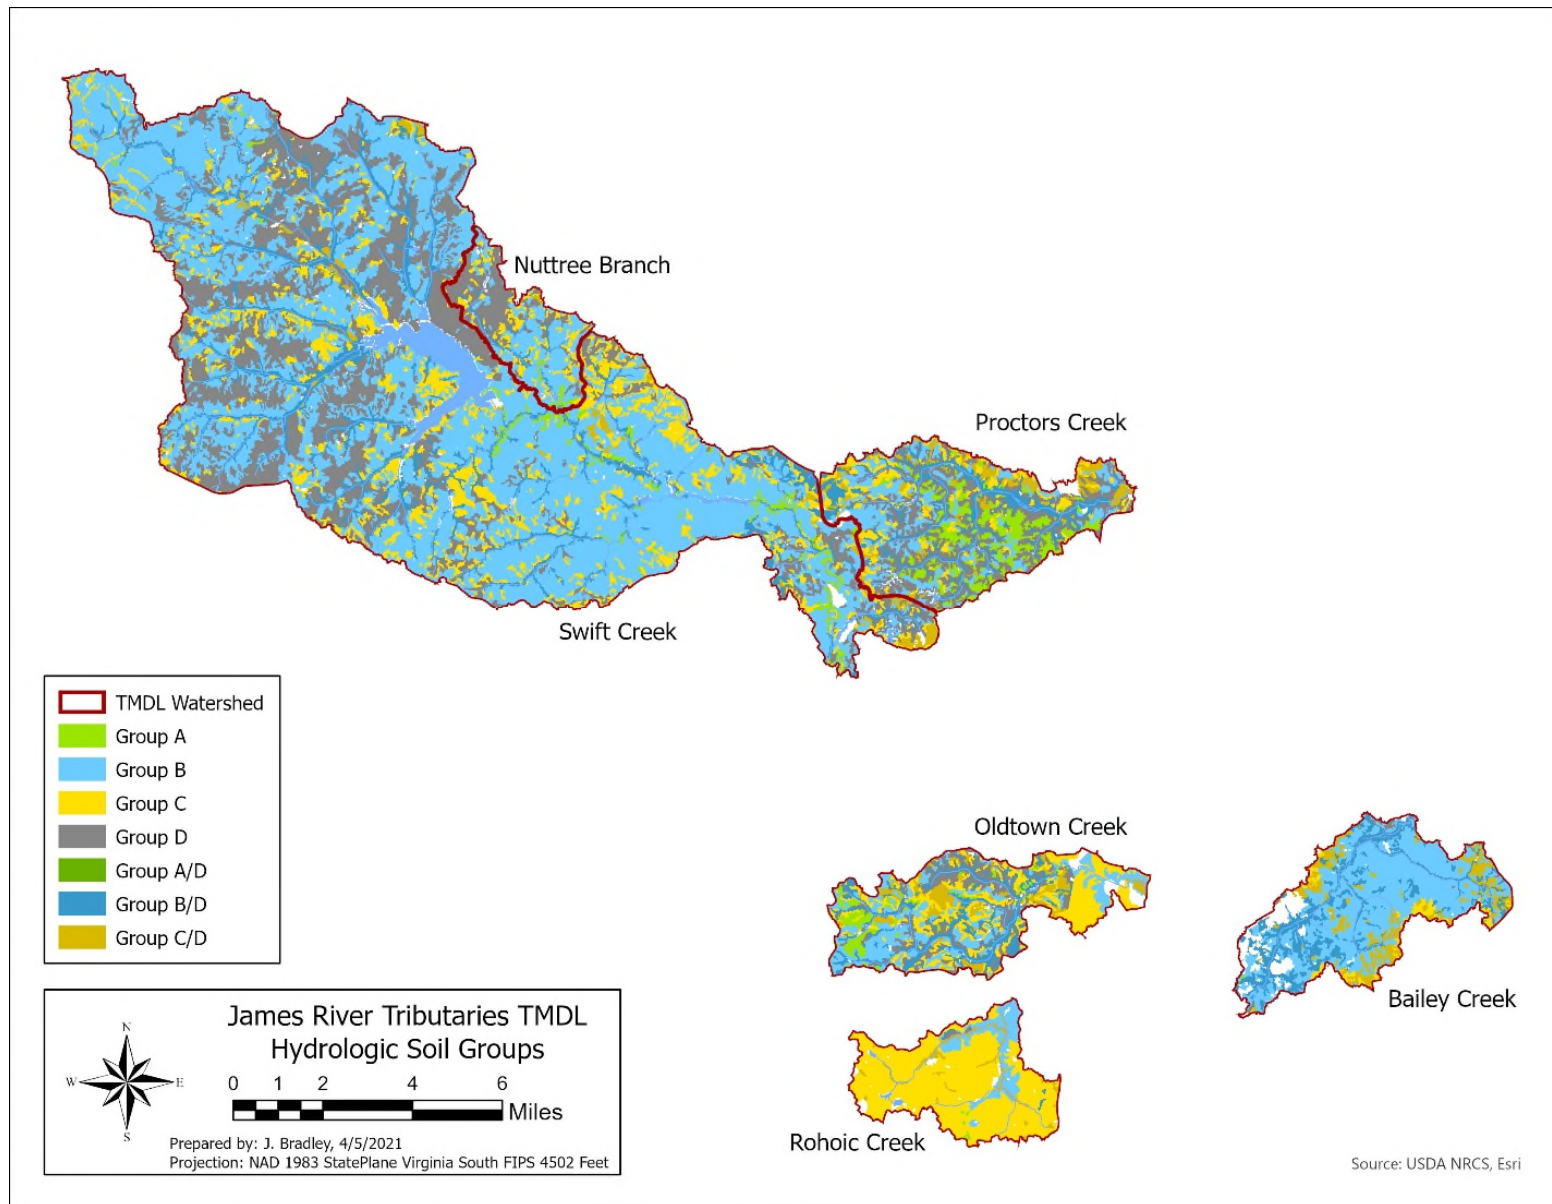 Nuttree Branch
Proctors Creek
Swift Creek
TMDL Watershed
Group A
Group B
Group C
Group D
Group A/D
Group B/D
Group C/D
Oldtown Creek
Bailey Creek
Rohoic Creek
James River Tributaries TMDL
Hydrologic Soil Groups
N
W E
S
0 1 2 4 6
Miles
Prepared by: J. Bradley, 4/5/2021
Projection: NAD 1983 StatePlane Virginia South FIPS 4502 Feet
Source: USDA NRCS, Esri